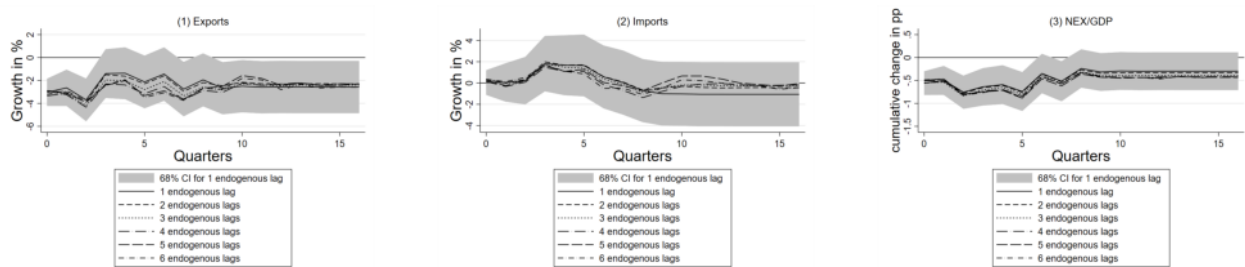 (1) Exports
Growth in %
2
0
-2
-4
-6
0
5
10
15
Quarters
68% CI for 1 endogenous lag
1 endogenous lag
2 endogenous lags
3 endogenous lags
4 endogenous lags
5 endogenous lags
6 endogenous lags
(2) Imports
Growth in %
4
2
0
-2
-4
0
5
10
15
Quarters
68% CI for 1 endogenous lag
1 endogenous lag
2 endogenous lags
3 endogenous lags
4 endogenous lags
5 endogenous lags
6 endogenous lags
(3) NEX/GDP
cumulative change in pp
.5
0
-.5
-1
-1.5
0
5
10
15
Quarters
68% CI for 1 endogenous lag
1 endogenous lag
2 endogenous lags
3 endogenous lags
4 endogenous lags
5 endogenous lags
6 endogenous lags